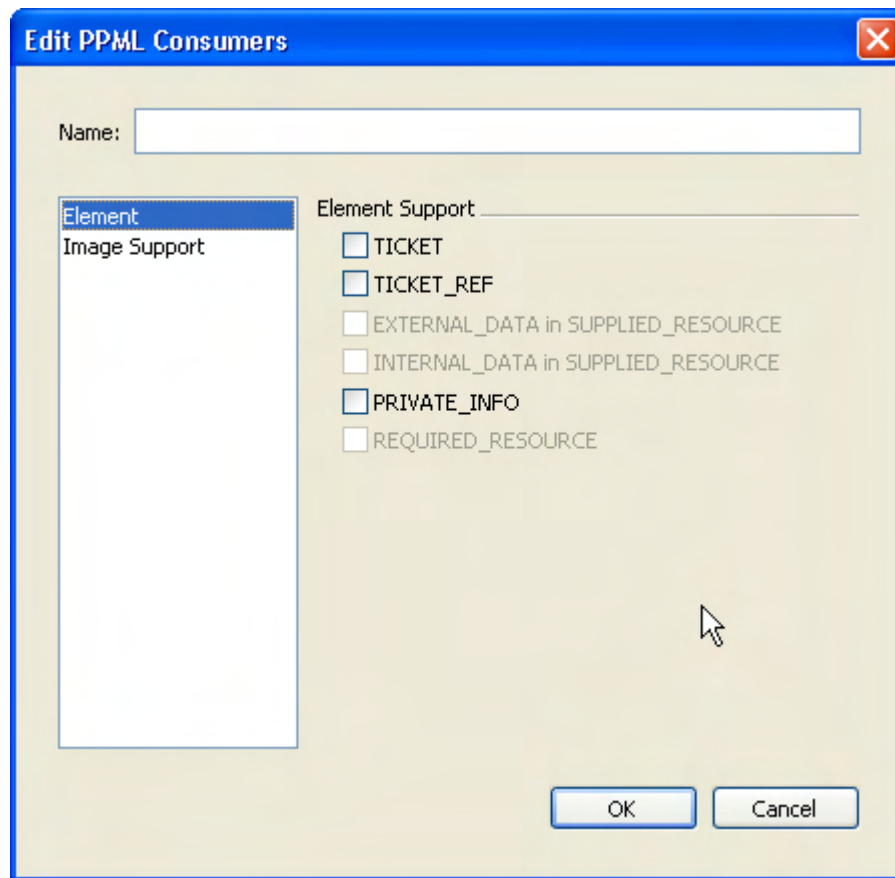 Edit PPML Consumers
Name:
Element
Image Support
Element Support
TICKET
TICKET_REF
EXTERNAL_DATA in SUPPLIED_RESOURCE
INTERNAL_DATA in SUPPLIED_RESOURCE
PRIVATE_INFO
REQUIRED_RESOURCE
OK
Cancel